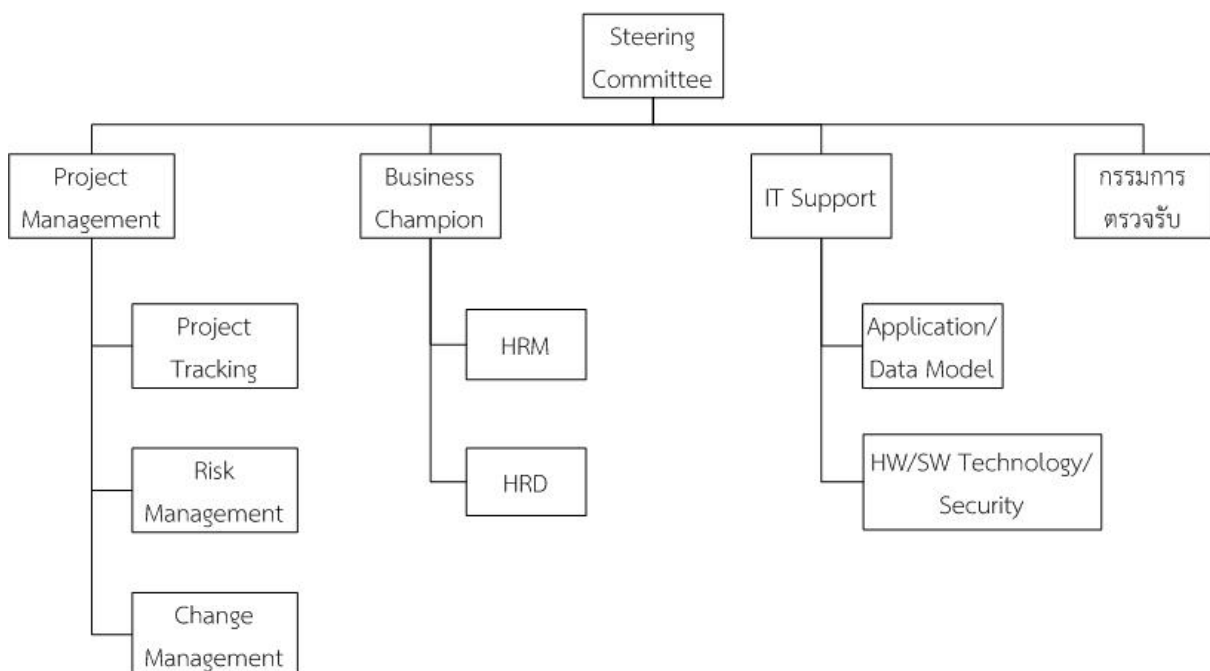 Steering
Committee
Project
Management
Business
Champion
IT Support
กรรมการ
ตรวจรับ
Project
Tracking
HRM
Application/
Data Model
Risk
Management
HRD
HW/SW Technology/
Security
Change
Management